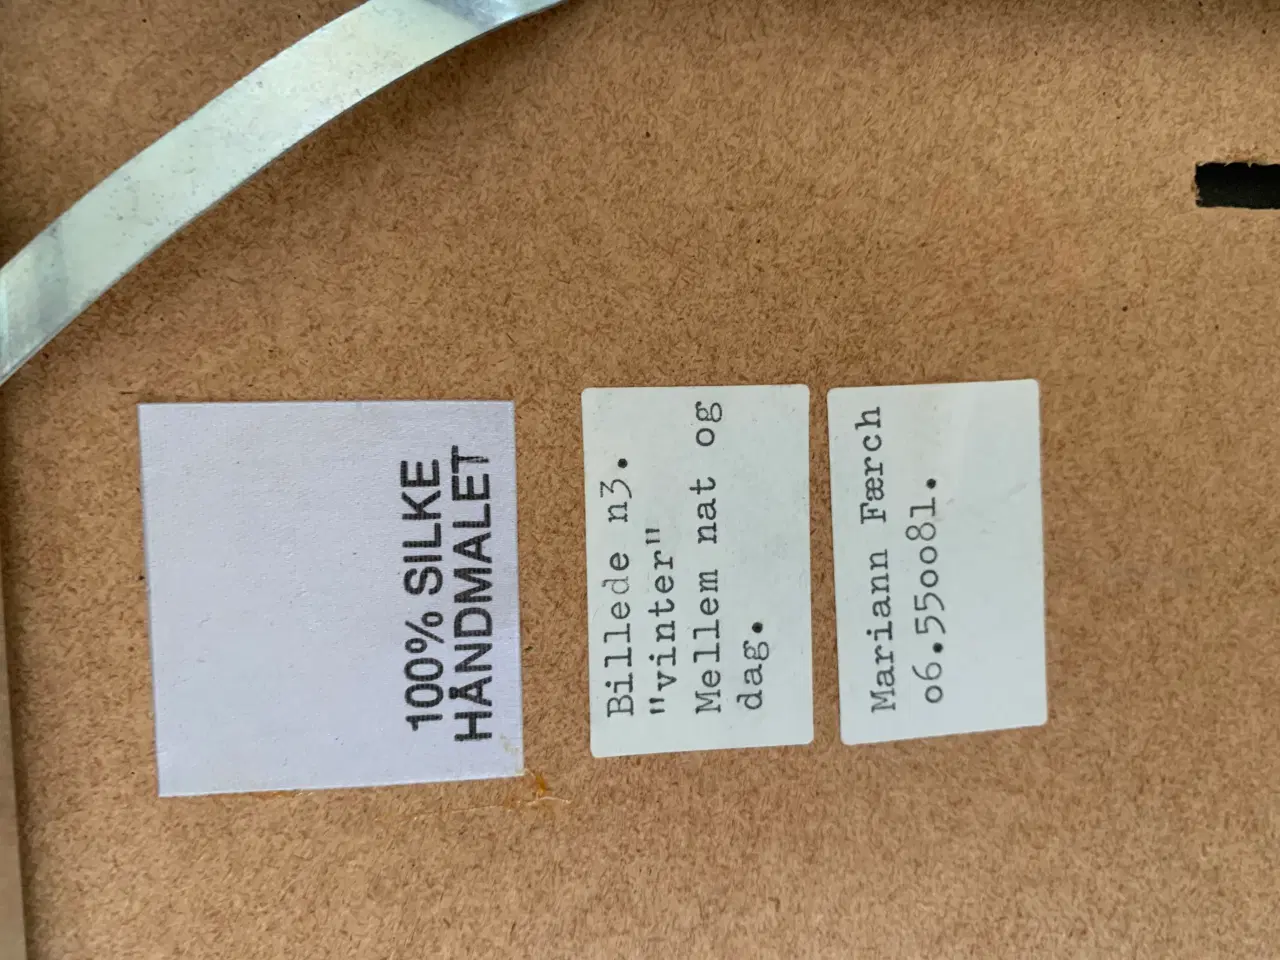 100% SILKE
HÅNDMALET
Billede n3.
"vinter"
Mellem nat og
dag.
Mariann Færch
06.550081.